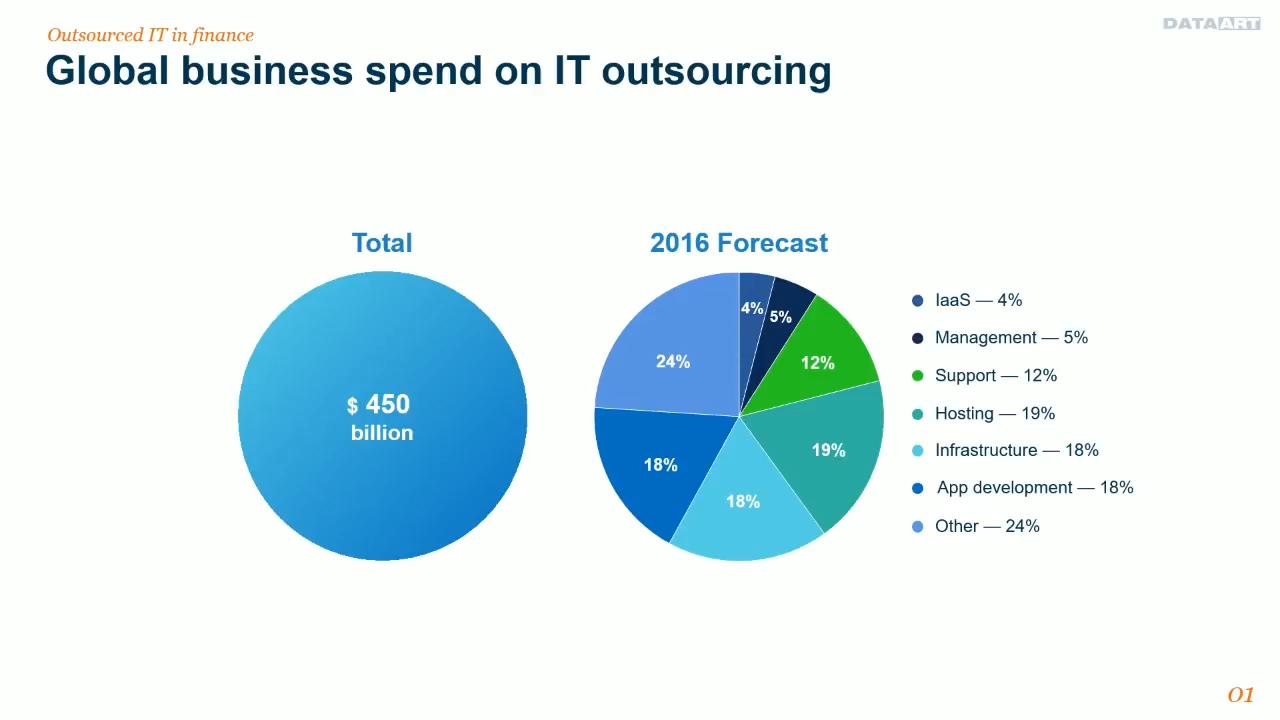 Outsourced IT in finance
DATAART
Global business spend on IT outsourcing
Total
2016 Forecast
$ 450
billion
4%
5%
12%
19%
18%
18%
24%
IaaS — 4%
Management — 5%
Support — 12%
Hosting — 19%
Infrastructure — 18%
App development — 18%
Other — 24%
01